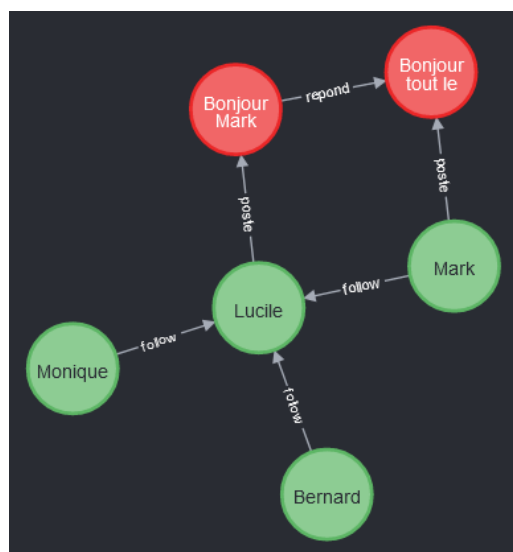 Bonjour
tout le
Bonjour
Mark
repond
poste
poste
Mark
follow
Lucile
follow
Monique
follow
Bernard